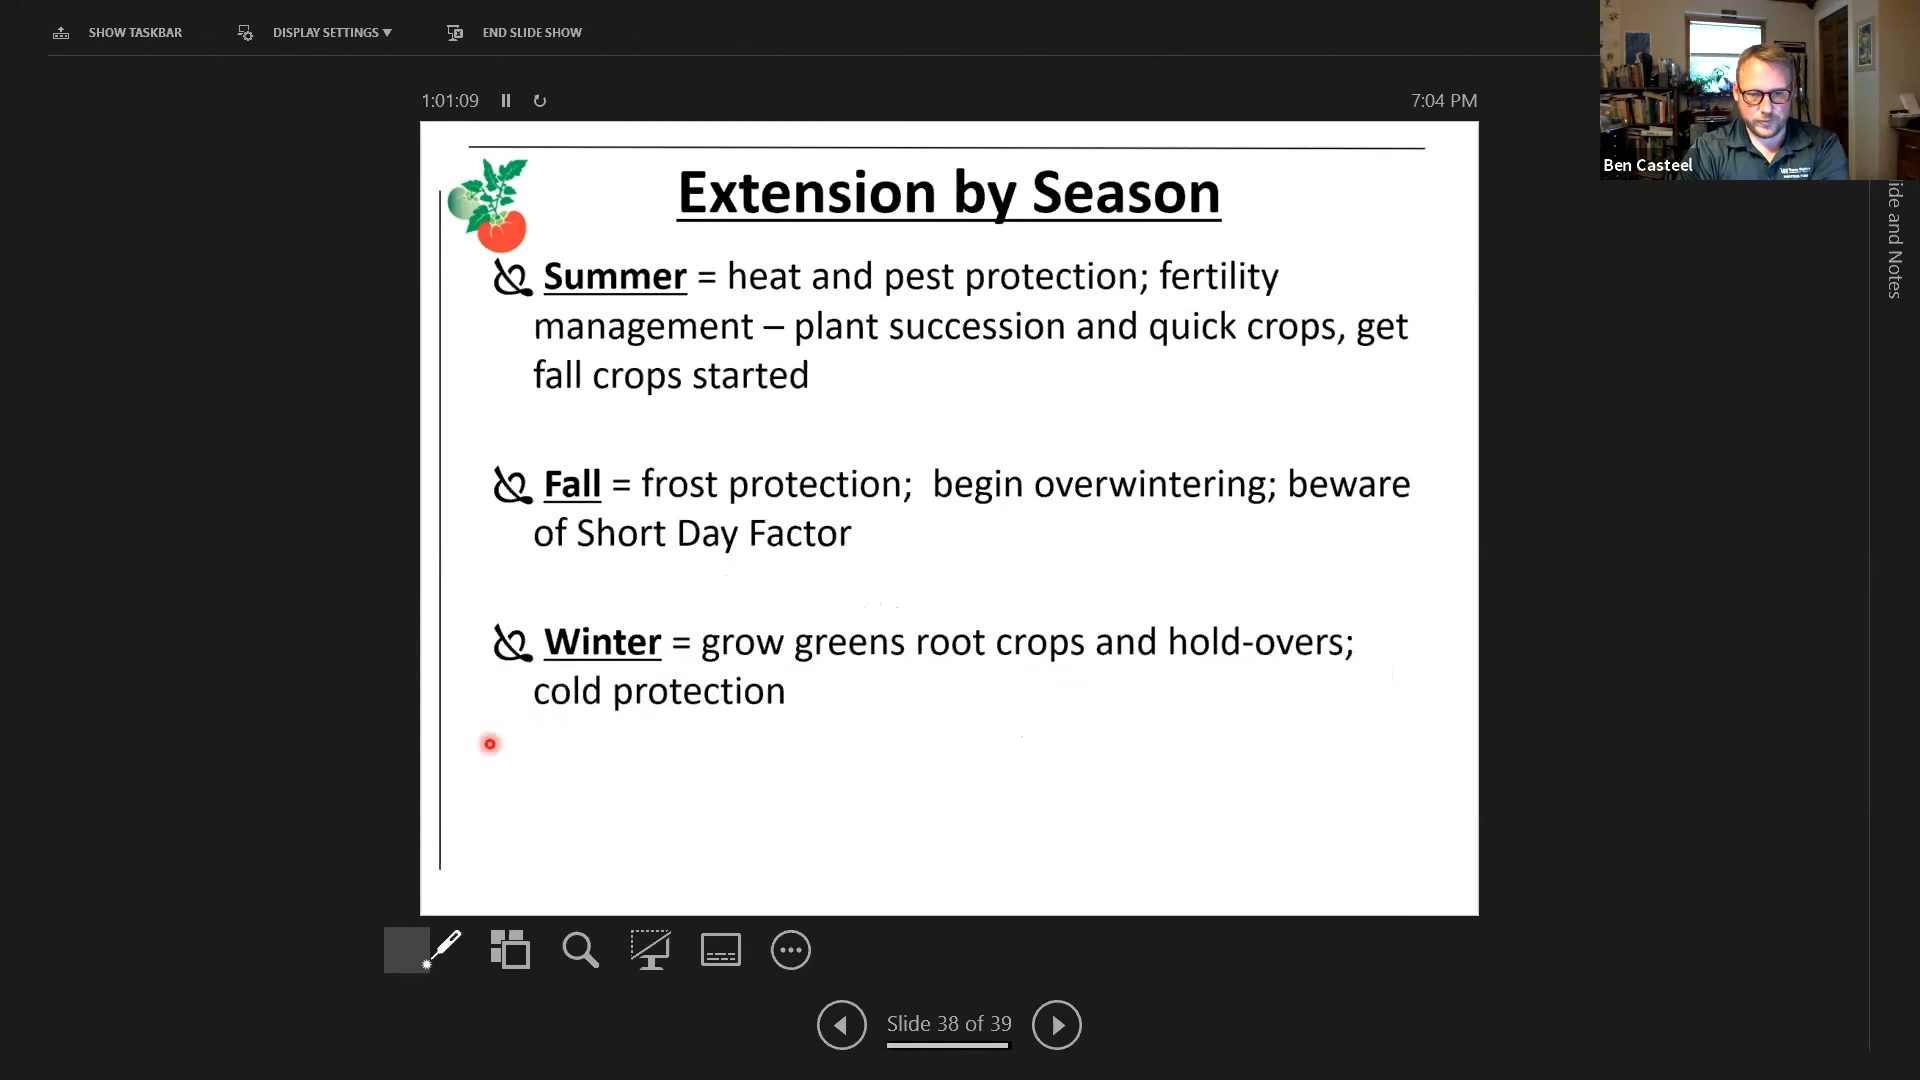 SHOW TASKBAR DISPLAY SETTINGS ▼ END SLIDE SHOW
1:01:09 7:04 PM
Ben Casteel
lide and Notes
Extension by Season
Summer = heat and pest protection; fertility
management – plant succession and quick crops, get
fall crops started
Fall = frost protection; begin overwintering; beware
of Short Day Factor
Winter = grow greens root crops and hold-overs;
cold protection
Slide 38 of 39